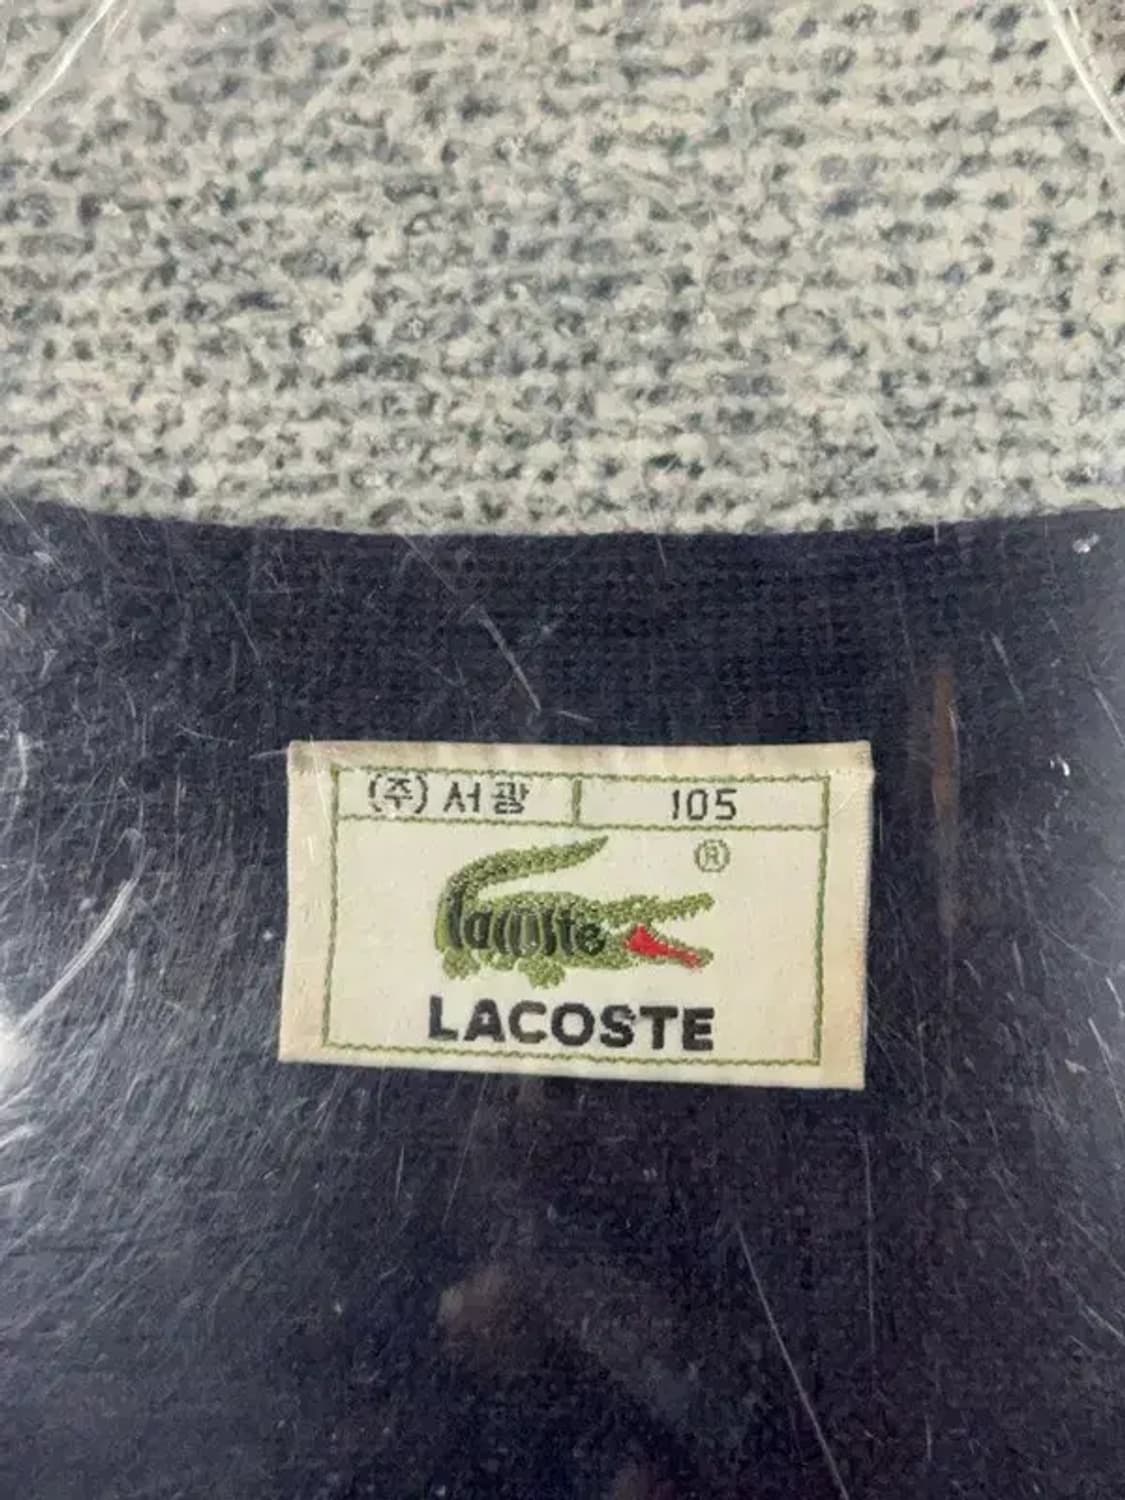 (주) 서광 105
®
lacoste
LACOSTE